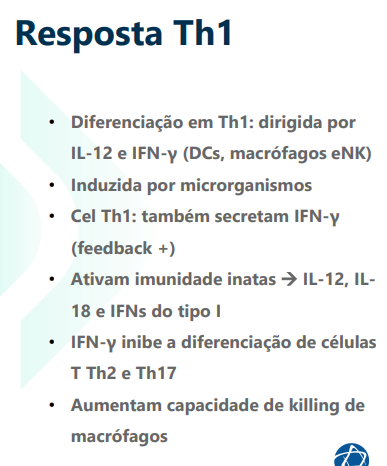 Resposta Th1
• Diferenciação em Th1: dirigida por
IL-12 e IFN-γ (DCs, macrófagos eNK)
• Induzida por microrganismos
• Cel Th1: também secretam IFN-γ
(feedback +)
• Ativam imunidade inatas → IL-12, IL-
18 e IFNs do tipo I
• IFN-γ inibe a diferenciação de células
T Th2 e Th17
• Aumentam capacidade de killing de
macrófagos